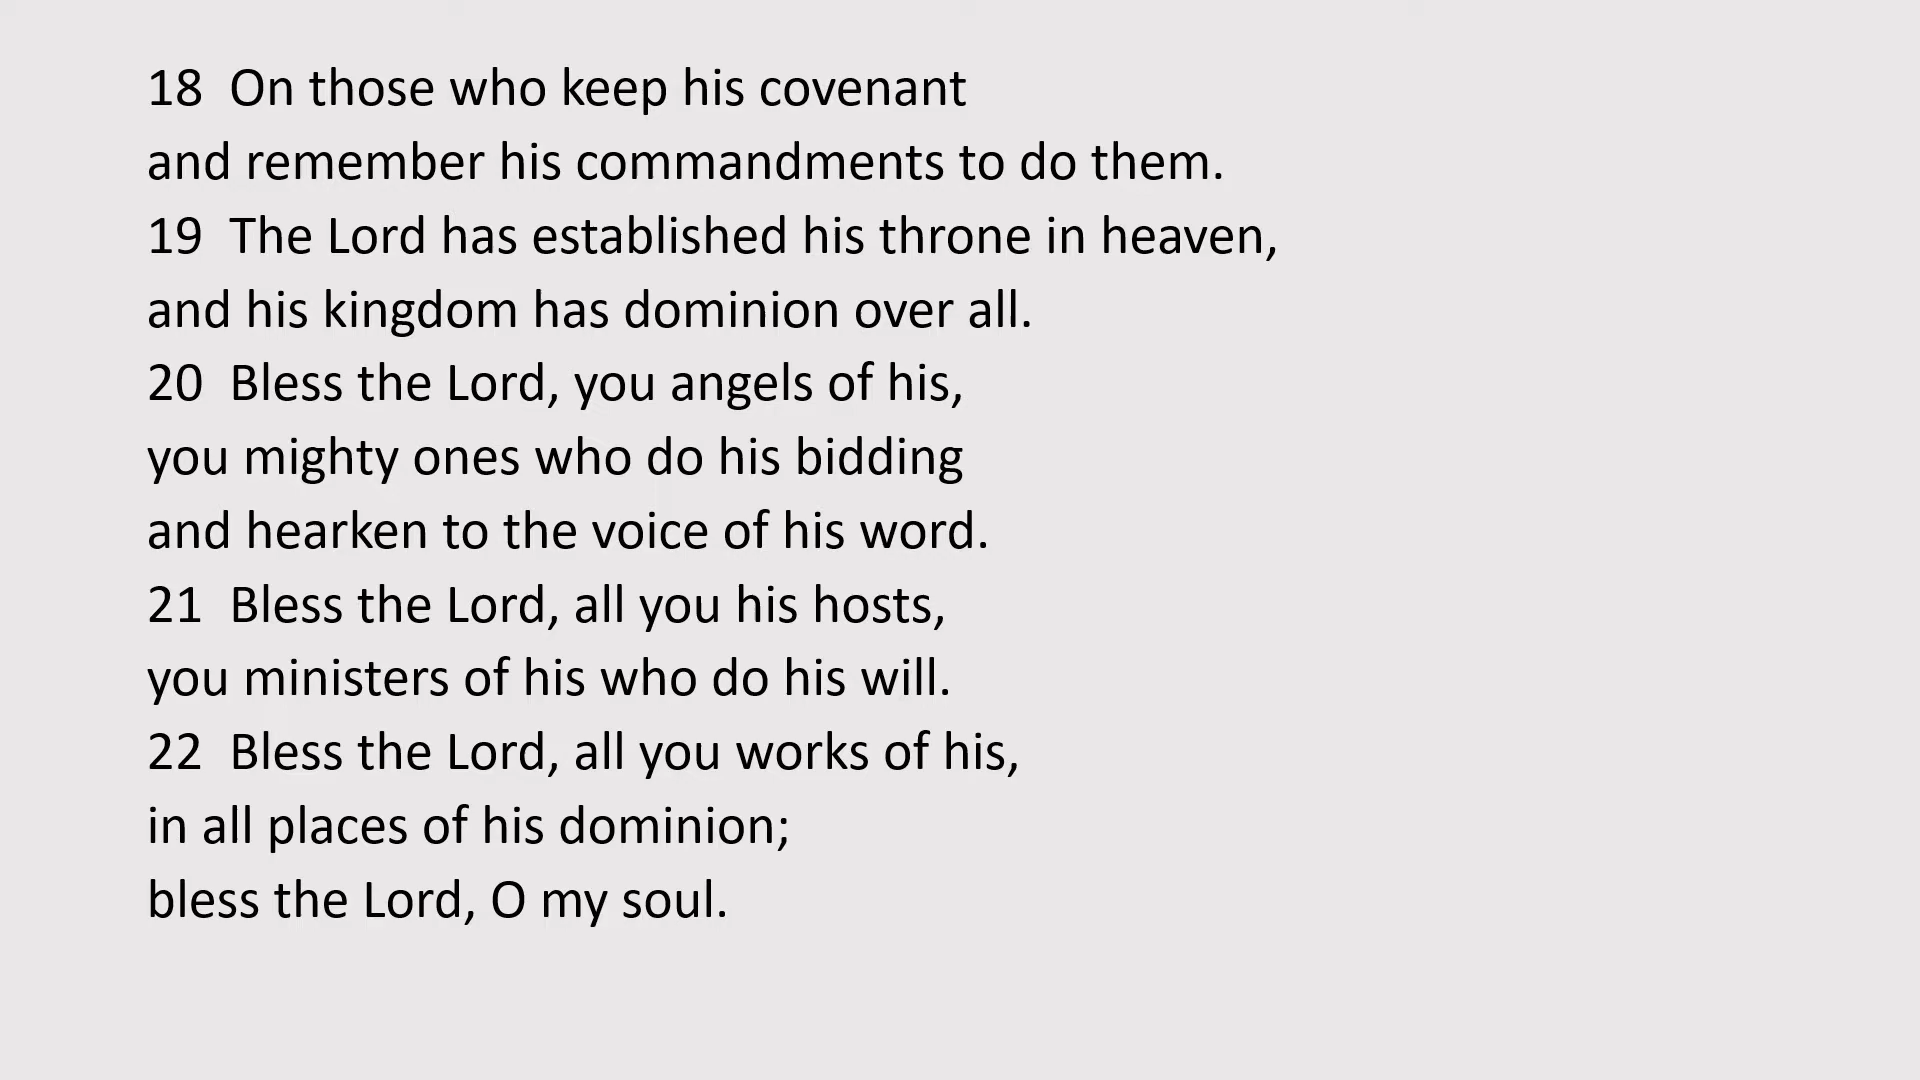 18  On those who keep his covenant
and remember his commandments to do them.
19  The Lord has established his throne in heaven,
and his kingdom has dominion over all.
20  Bless the Lord, you angels of his,
you mighty ones who do his bidding
and hearken to the voice of his word.
21  Bless the Lord, all you his hosts,
you ministers of his who do his will.
22  Bless the Lord, all you works of his,
in all places of his dominion;
bless the Lord, O my soul.